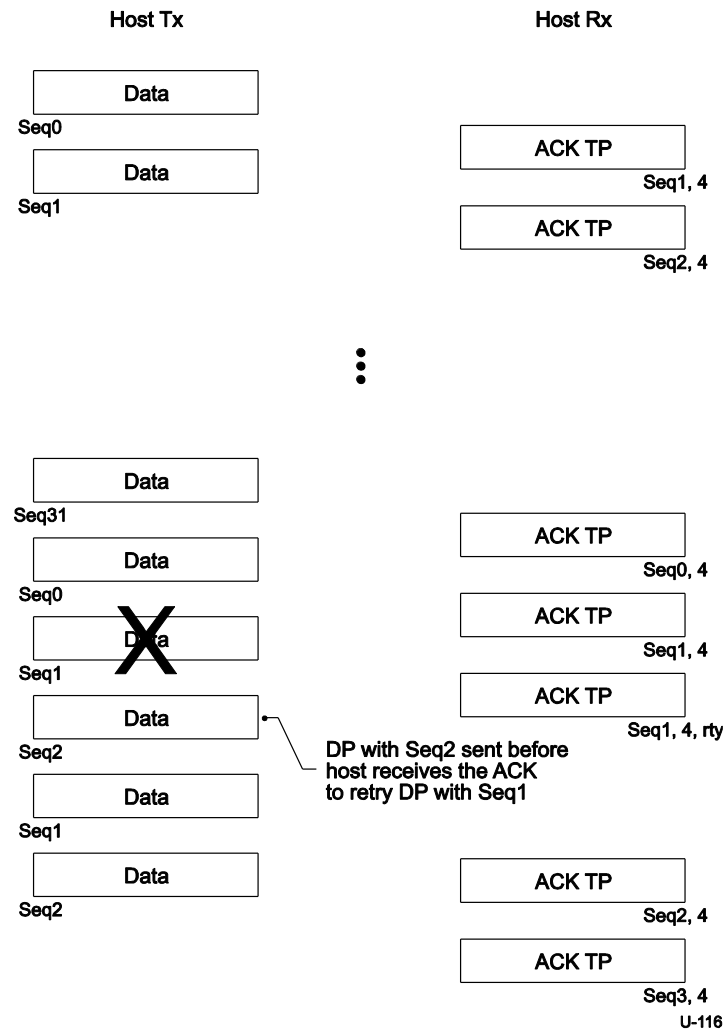 Host Tx
Host Rx
Data
Seq0
ACK TP
Seq1, 4
Data
Seq1
ACK TP
Seq2, 4
Data
Seq31
ACK TP
Seq0, 4
Data
Seq0
ACK TP
Seq1, 4
Data
Seq1
ACK TP
Seq1, 4, rty
Data
Seq2
DP with Seq2 sent before
host receives the ACK
to retry DP with Seq1
Data
Seq1
Data
Seq2
ACK TP
Seq2, 4
ACK TP
Seq3, 4
U-116